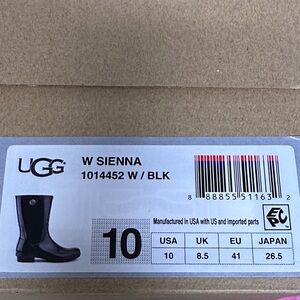 UGG
W SIENNA
1014452 W / BLK
8 88855 51163 2
Manufactured in USA with US and imported parts
10
USA UK EU JAPAN
10 8.5 41 26.5